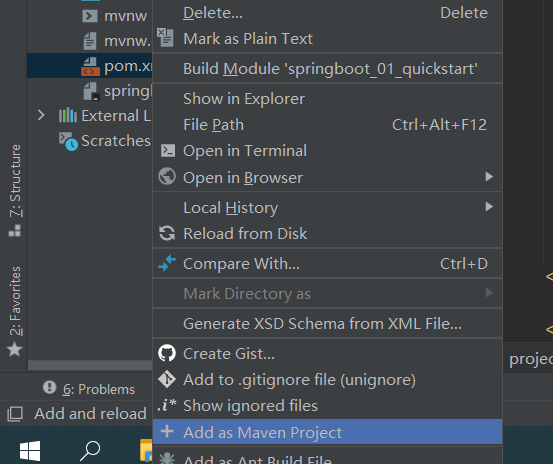 Delete... Delete
mvnw
Mark as Plain Text
mvnw.
Build Module 'springboot_01_quickstart'
pom.x
Show in Explorer
spring
File Path Ctrl+Alt+F12
External L
Open in Terminal
Scratches
Open in Browser
Local History
Reload from Disk
7: Structure
Compare With... Ctrl+D
Mark Directory as
2: Favorites
Generate XSD Schema from XML File...
Create Gist...
projec
6: Problems
Add to .gitignore file (unignore)
.i* Show ignored files
Add and reload
Add as Maven Project
Add as Ant Build File